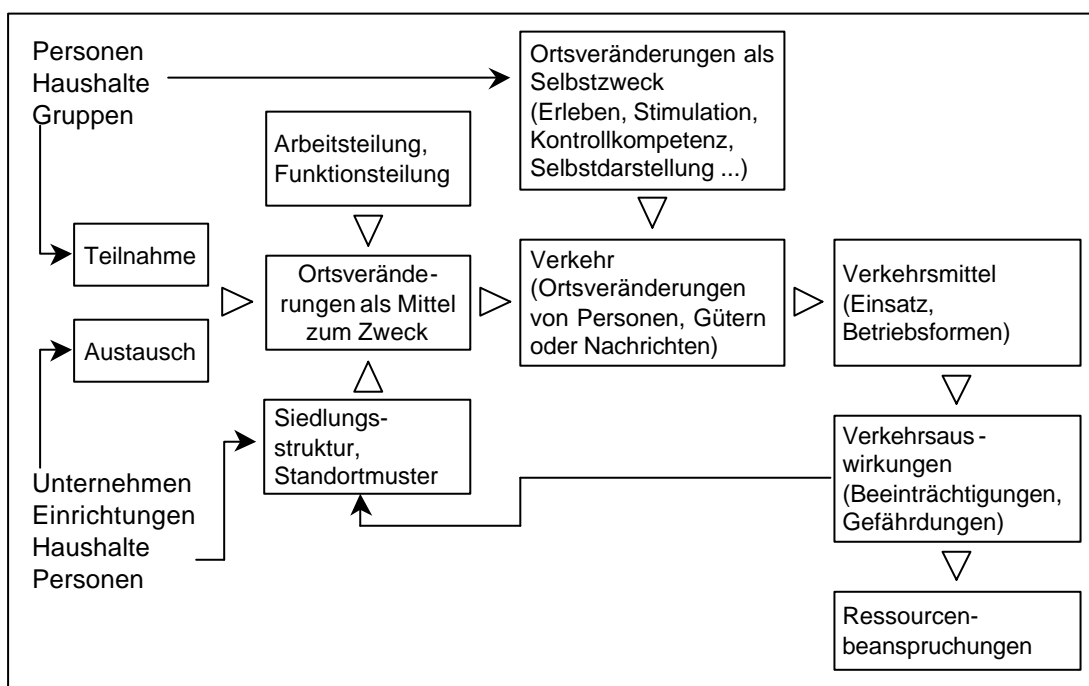 Personen
Haushalte
Gruppen
Ortsveränderungen als
Selbstzweck
(Erleben, Stimulation,
Kontrollkompetenz,
Selbstdarstellung ...)
Arbeitsteilung,
Funktionsteilung
Teilnahme
Austausch
Ortsverände-
rungen als Mittel
zum Zweck
Verkehr
(Ortsveränderungen
von Personen, Gütern
oder Nachrichten)
Verkehrsmittel
(Einsatz,
Betriebsformen)
Siedlungs-
struktur,
Standortmuster
Verkehrsaus-
wirkungen
(Beeinträchtigungen,
Gefährdungen)
Unternehmen
Einrichtungen
Haushalte
Personen
Ressourcen-
beanspruchungen